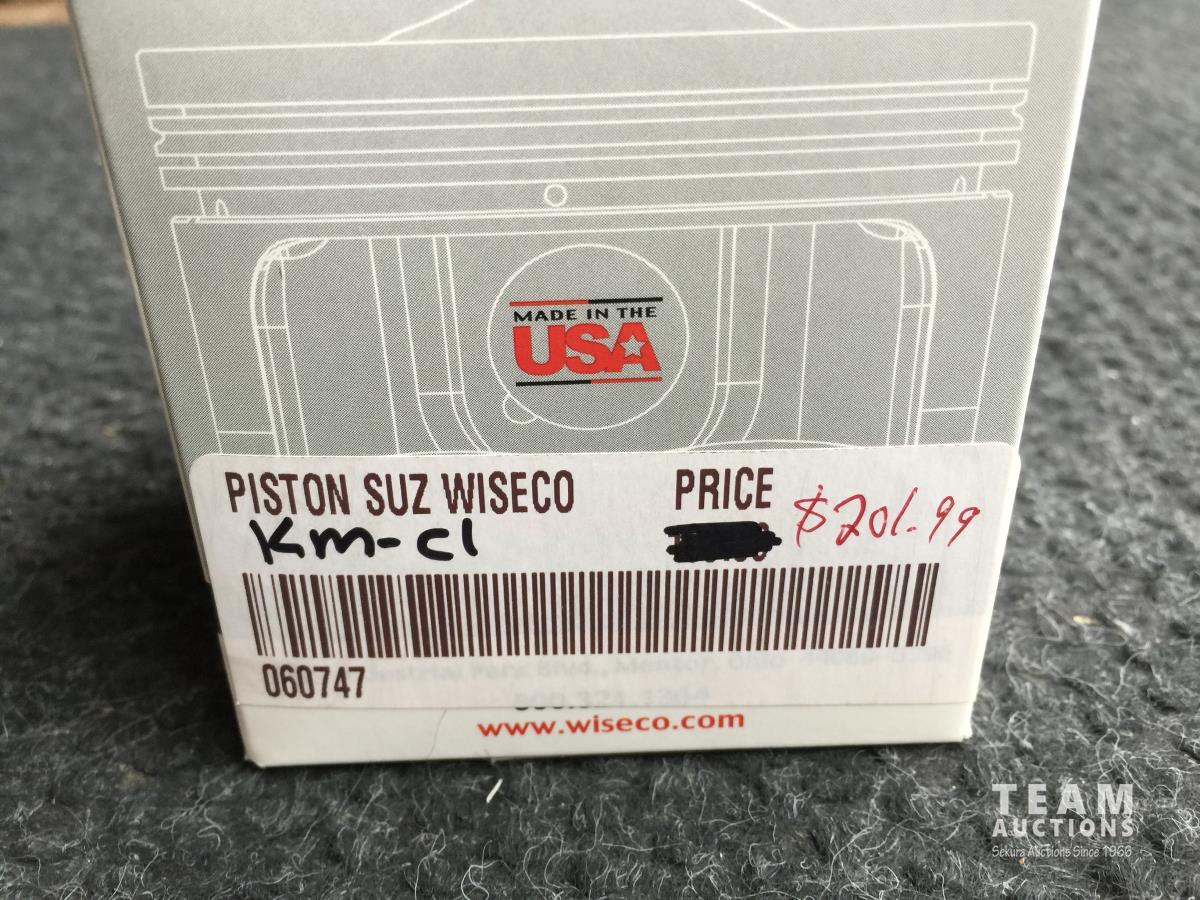 MADE IN THE
USA
PISTON SUZ WISECO PRICE
Km-cl $201.99
060747
www.wiseco.com
TEAM
AUCTIONS
Sekura Auctions Since 1966